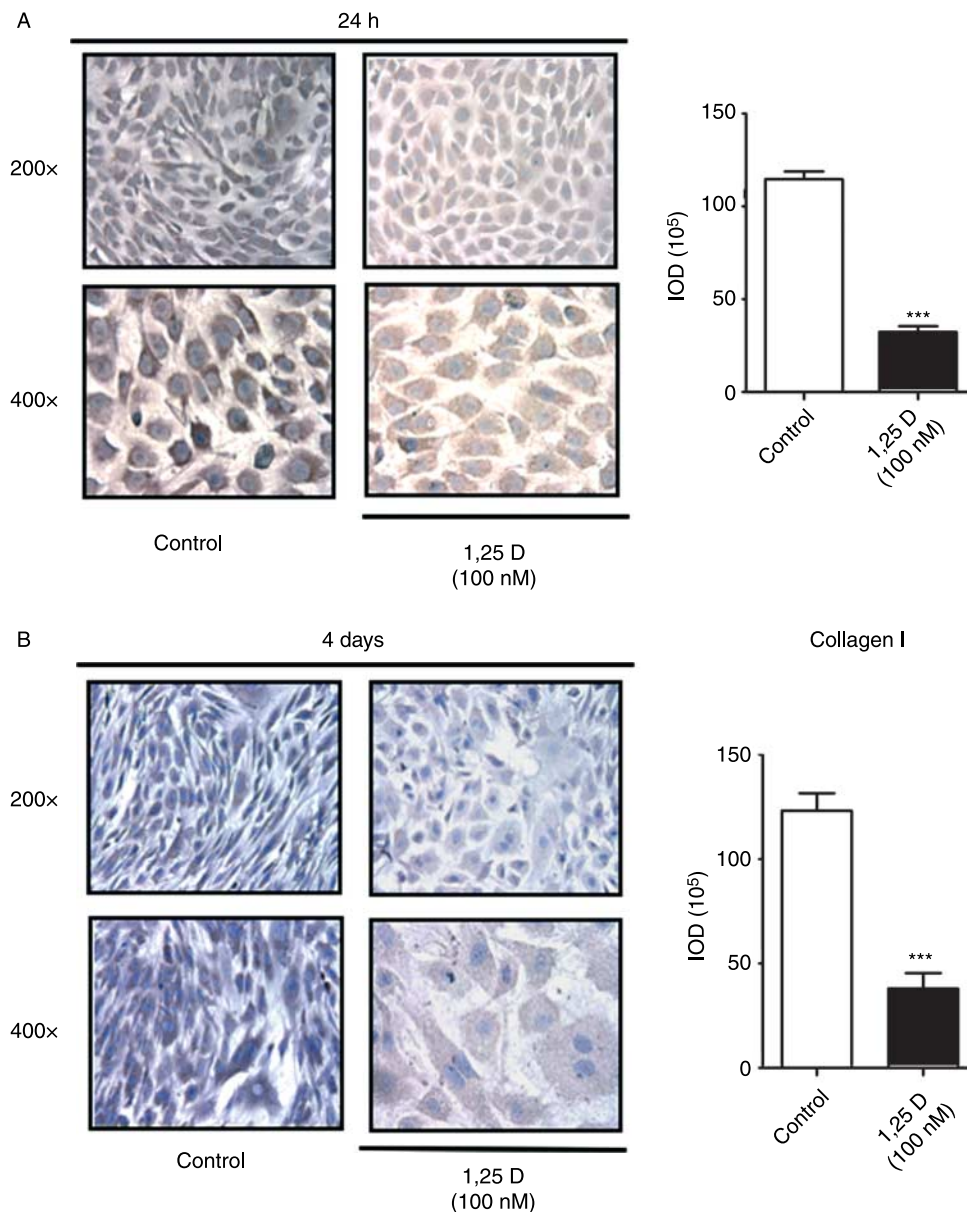 A
24 h
200×
400×
Control
1,25 D
(100 nM)
150
100
50
0
IOD (10⁵)
***
Control
1,25 D
(100 nM)
B
4 days
200×
400×
Control
1,25 D
(100 nM)
Collagen I
150
100
50
0
IOD (10⁵)
***
Control
1,25 D
(100 nM)